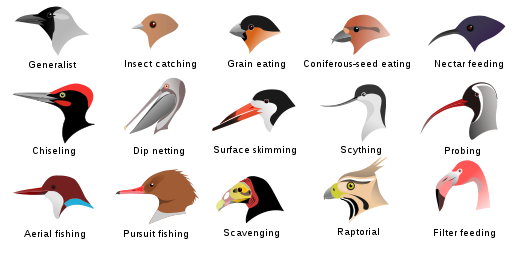 Generalist
Insect catching
Grain eating
Coniferous-seed eating
Nectar feeding
Chiseling
Dip netting
Surface skimming
Scything
Probing
Aerial fishing
Pursuit fishing
Scavenging
Raptorial
Filter feeding